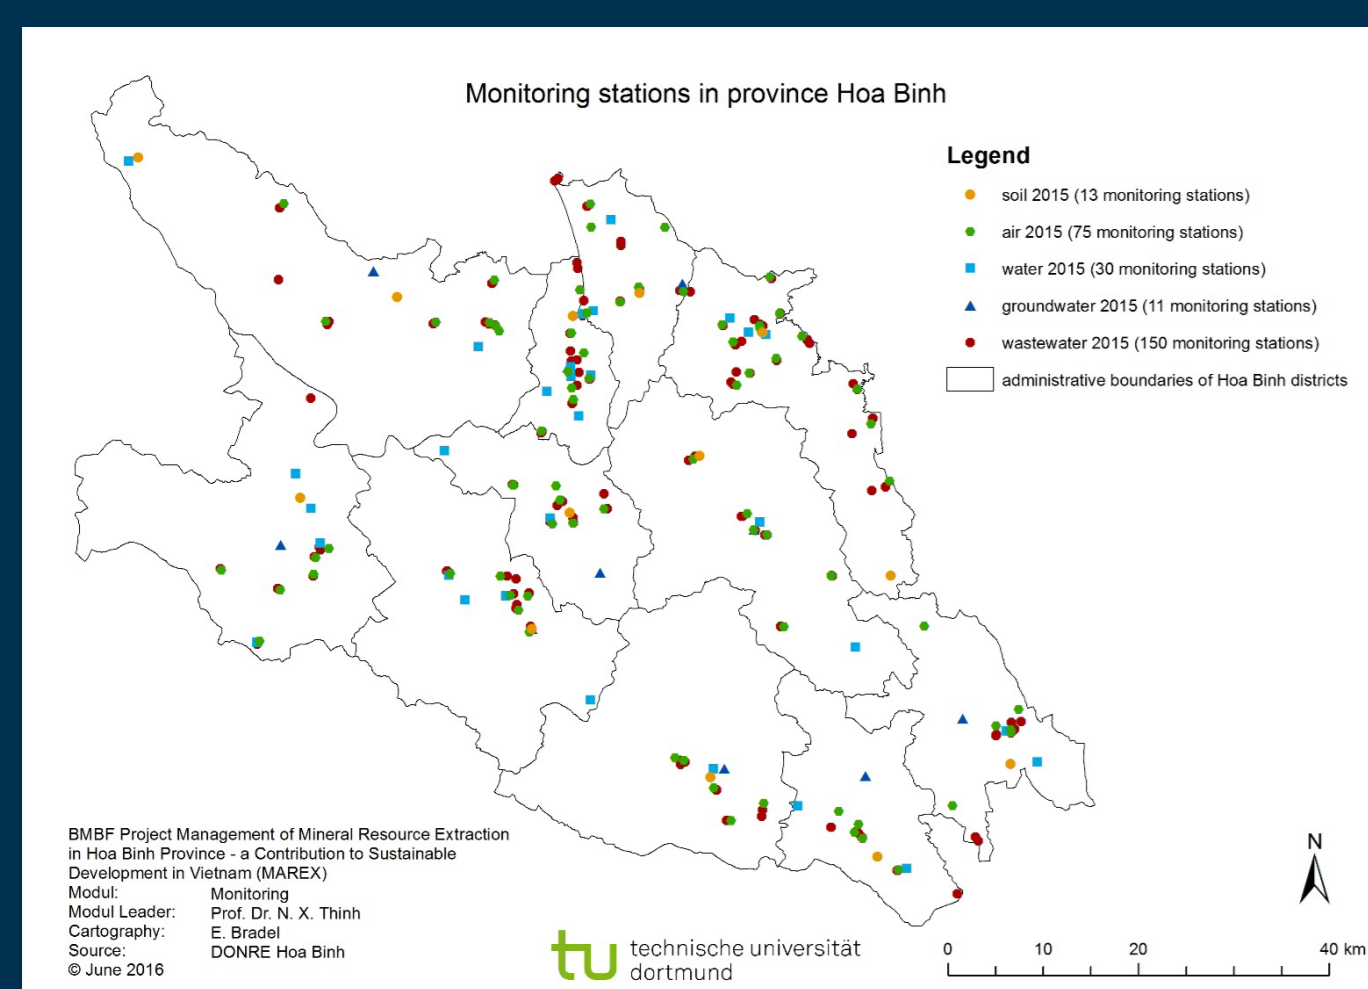 Monitoring stations in province Hoa Binh
Legend
soil 2015 (13 monitoring stations)
air 2015 (75 monitoring stations)
water 2015 (30 monitoring stations)
groundwater 2015 (11 monitoring stations)
wastewater 2015 (150 monitoring stations)
administrative boundaries of Hoa Binh districts
BMBF Project Management of Mineral Resource Extraction
in Hoa Binh Province - a Contribution to Sustainable
Development in Vietnam (MAREX)
Modul: Monitoring
Modul Leader: Prof. Dr. N. X. Thinh
Cartography: E. Bradel
Source: DONRE Hoa Binh
© June 2016
tu technische universität
dortmund
N
0 10 20 40 km